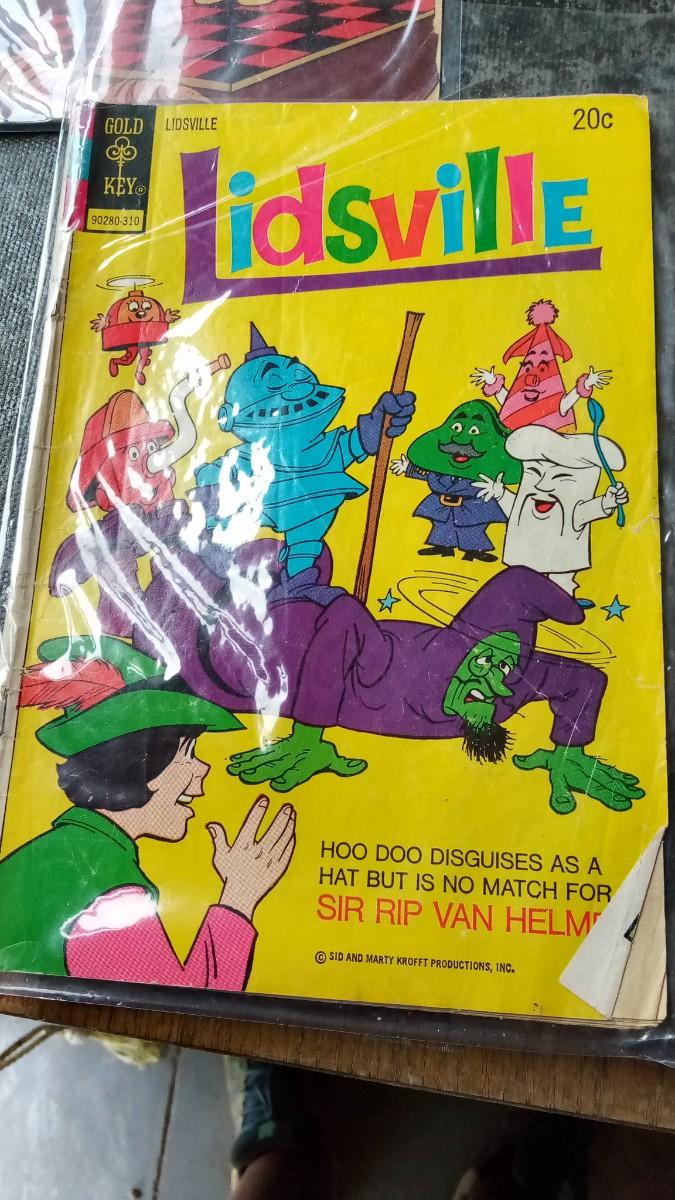 GOLD
KEY®
90280-310
LIDSVILLE
20c
LidsvillE
HOO DOO DISGUISES AS A
HAT BUT IS NO MATCH FOR
SIR RIP VAN HELM
© SID AND MARTY KROFFT PRODUCTIONS, INC.